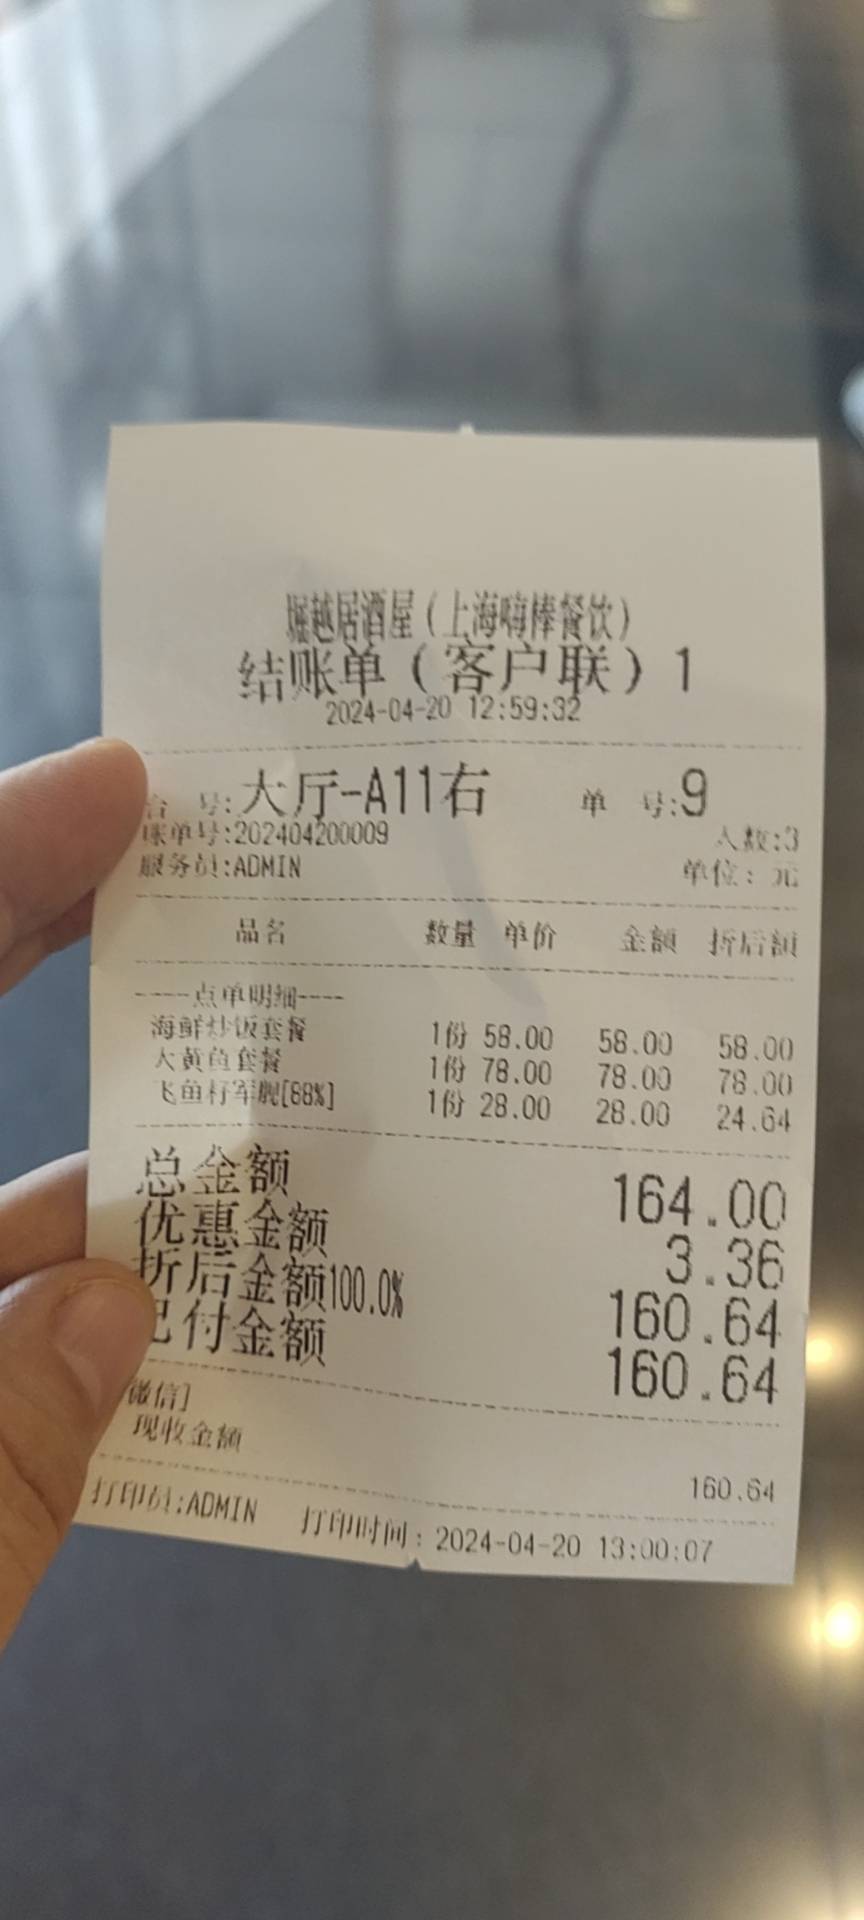 堀越居酒屋（上海嗨棒餐饮）
结账单（客户联）1
2024-04-20 12:59:32
台 号:大厅-A11右 单 号:9
账单号:202404200009 人数:3
服务员:ADMIN 单位：元
品名 数量 单价 金额 折后额
----点单明细----
海鲜炒饭套餐 1份 58.00 58.00 58.00
大黄鱼套餐 1份 78.00 78.00 78.00
飞鱼籽军舰[88%] 1份 28.00 28.00 24.64
总金额 164.00
优惠金额 3.36
折后金额100.0% 160.64
已付金额 160.64
微信]
现收金额 160.64
打印员:ADMIN 打印时间：2024-04-20 13:00:07